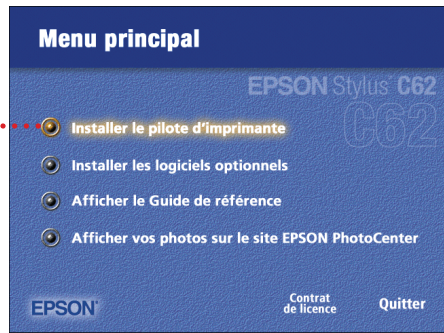 Menu principal
EPSON Stylus® C62
C62
Installer le pilote d'imprimante
Installer les logiciels optionnels
Afficher le Guide de référence
Afficher vos photos sur le site EPSON PhotoCenter
EPSON®
Contrat
de licence
Quitter